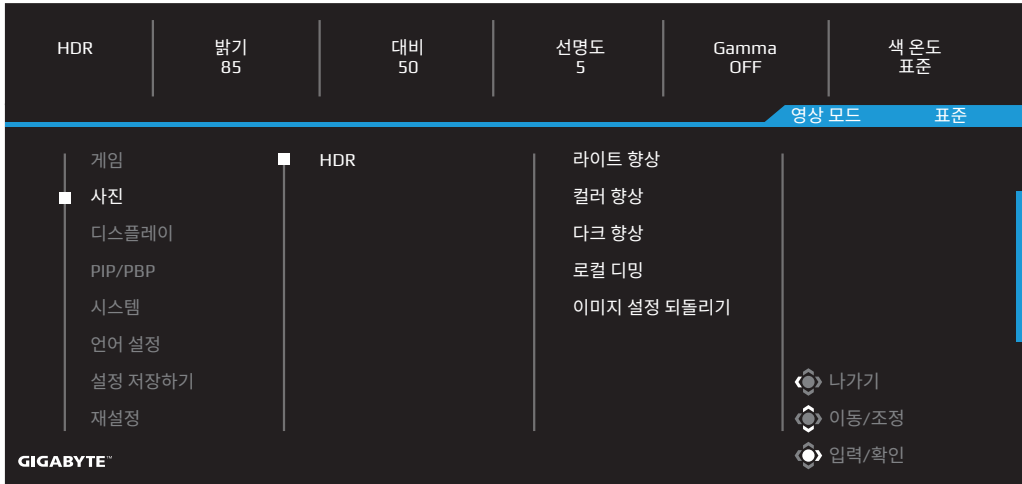 HDR
밝기
85
대비
50
선명도
5
Gamma
OFF
색 온도
표준
영상 모드 표준
게임
사진
디스플레이
PIP/PBP
시스템
언어 설정
설정 저장하기
재설정
HDR
라이트 향상
컬러 향상
다크 향상
로컬 디밍
이미지 설정 되돌리기
나가기
이동/조정
입력/확인
GIGABYTE™